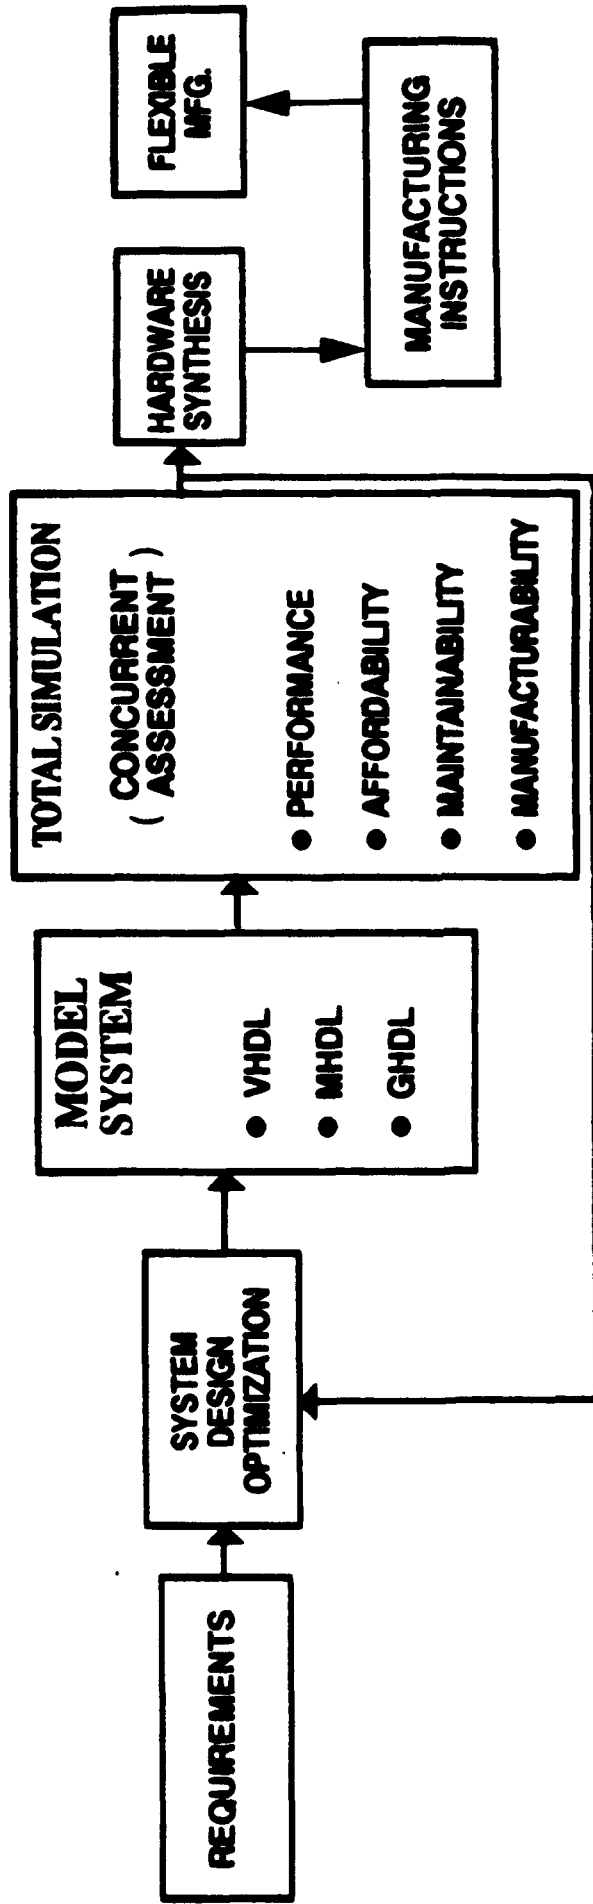 REQUIREMENTS
SYSTEM
DESIGN
OPTIMIZATION
MODEL
SYSTEM
● VHDL
● MHDL
● GHDL
TOTAL SIMULATION
( CONCURRENT )
ASSESSMENT
● PERFORMANCE
● AFFORDABILITY
● MAINTAINABILITY
● MANUFACTURABILITY
HARDWARE
SYNTHESIS
MANUFACTURING
INSTRUCTIONS
FLEXIBLE
MFG.